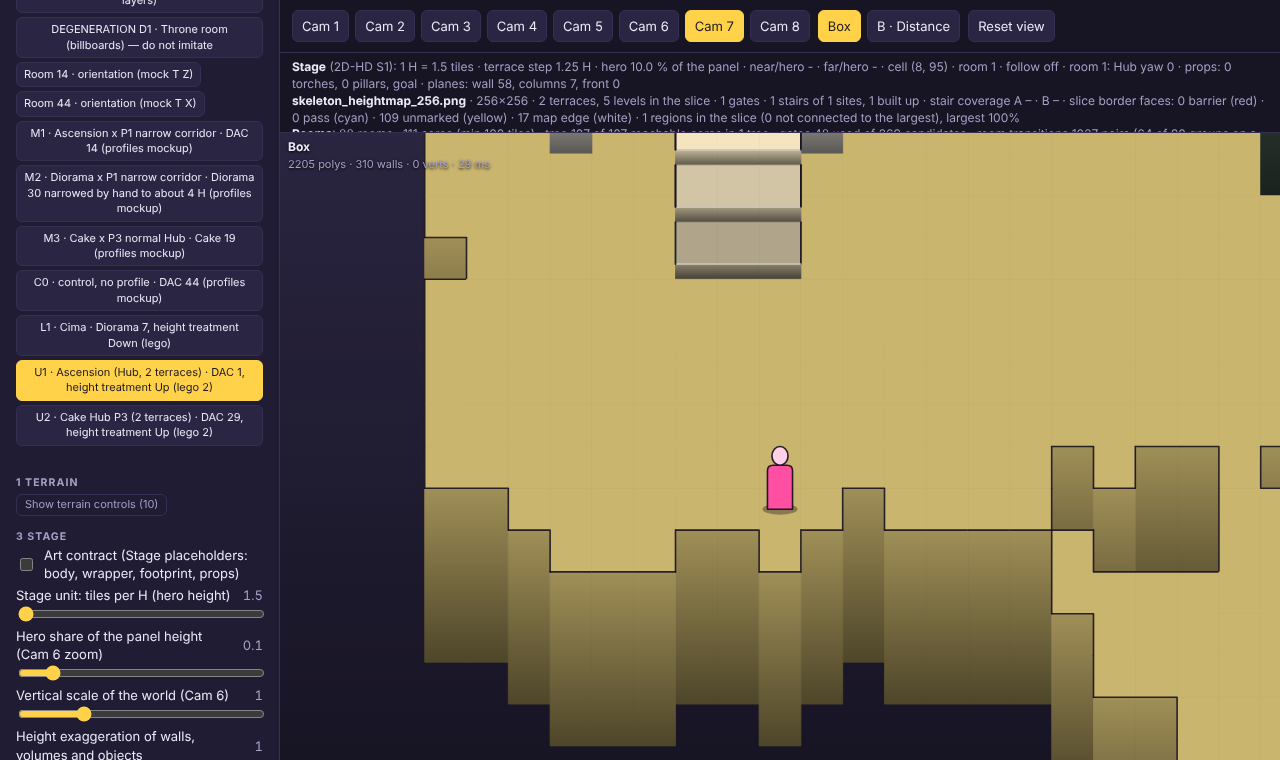 layers)
DEGENERATION D1 · Throne room
(billboards) — do not imitate
Room 14 · orientation (mock T Z)
Room 44 · orientation (mock T X)
M1 · Ascension x P1 narrow corridor · DAC
14 (profiles mockup)
M2 · Diorama x P1 narrow corridor · Diorama
30 narrowed by hand to about 4 H (profiles
mockup)
M3 · Cake x P3 normal Hub · Cake 19
(profiles mockup)
C0 · control, no profile · DAC 44 (profiles
mockup)
L1 · Cima · Diorama 7, height treatment
Down (lego)
U1 · Ascension (Hub, 2 terraces) · DAC 1,
height treatment Up (lego 2)
U2 · Cake Hub P3 (2 terraces) · DAC 29,
height treatment Up (lego 2)
1 TERRAIN
Show terrain controls (10)
3 STAGE
Art contract (Stage placeholders:
body, wrapper, footprint, props)
Stage unit: tiles per H (hero height) 1.5
Hero share of the panel height
(Cam 6 zoom) 0.1
Vertical scale of the world (Cam 6) 1
Height exaggeration of walls,
volumes and objects 1
Cam 1 Cam 2 Cam 3 Cam 4 Cam 5 Cam 6 Cam 7 Cam 8 Box B · Distance Reset view
Stage (2D-HD S1): 1 H = 1.5 tiles · terrace step 1.25 H · hero 10.0 % of the panel · near/hero - · far/hero - · cell (8, 95) · room 1 · follow off · room 1: Hub yaw 0 · props: 0
torches, 0 pillars, goal · planes: wall 58, columns 7, front 0
skeleton_heightmap_256.png · 256×256 · 2 terraces, 5 levels in the slice · 1 gates · 1 stairs of 1 sites, 1 built up · stair coverage A – · B – · slice border faces: 0 barrier (red) ·
0 pass (cyan) · 109 unmarked (yellow) · 17 map edge (white) · 1 regions in the slice (0 not connected to the largest), largest 100%
Box
2205 polys · 310 walls · 0 verts · 29 ms